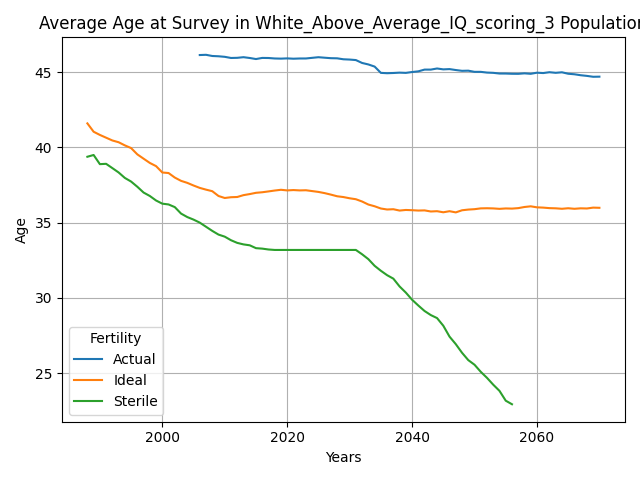 Average Age at Survey in White_Above_Average_IQ_scoring_3 Population
Age
45
40
35
30
25
Fertility
Actual
Ideal
Sterile
2000
2020
2040
2060
Years